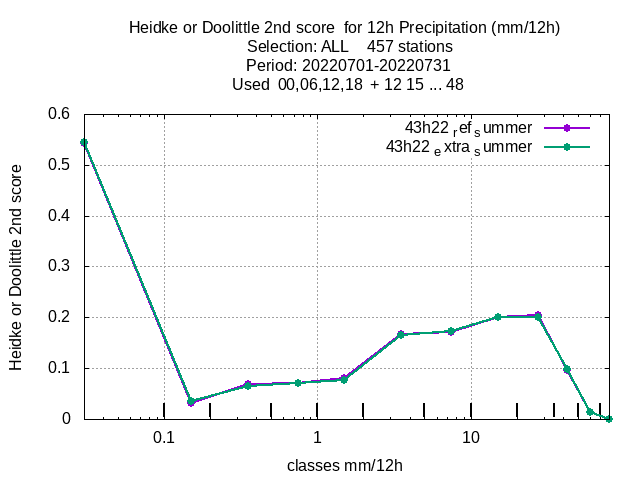 Heidke or Doolittle 2nd score  for 12h Precipitation (mm/12h)
Selection: ALL    457 stations
Period: 20220701-20220731
Used  00,06,12,18  + 12 15 ... 48
43h22 ref summer
43h22 extra summer
0.6
0.5
0.4
0.3
0.2
0.1
0
Heidke or Doolittle 2nd score
0.1 1 10
classes mm/12h